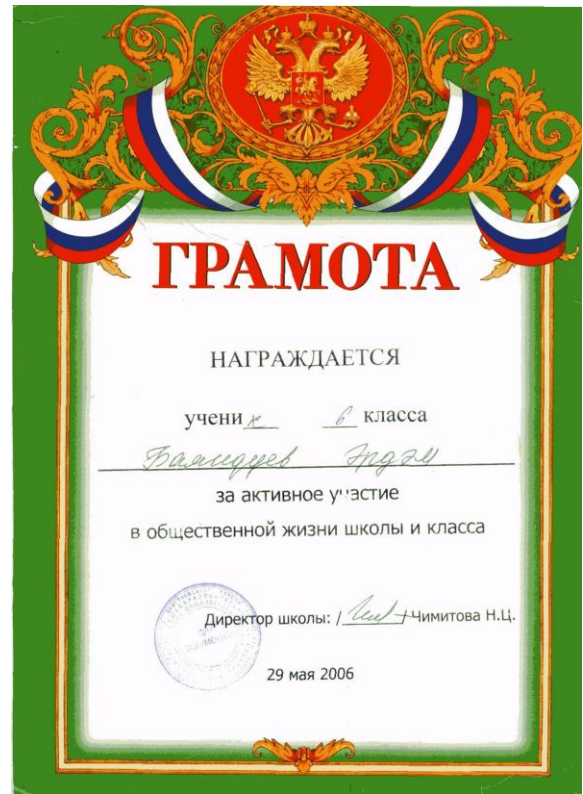 ГРАМОТА
НАГРАЖДАЕТСЯ
ученик 6 класса
Баяндуев Эрдэм
за активное участие
в общественной жизни школы и класса
Директор школы: / /Чимитова Н.Ц.
29 мая 2006